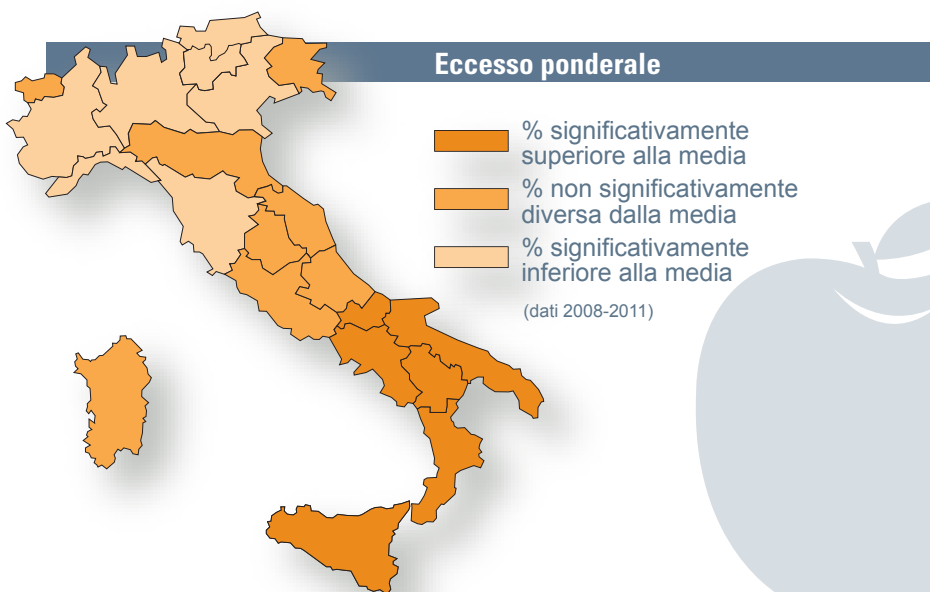 Eccesso ponderale
% significativamente
superiore alla media
% non significativamente
diversa dalla media
% significativamente
inferiore alla media
(dati 2008-2011)